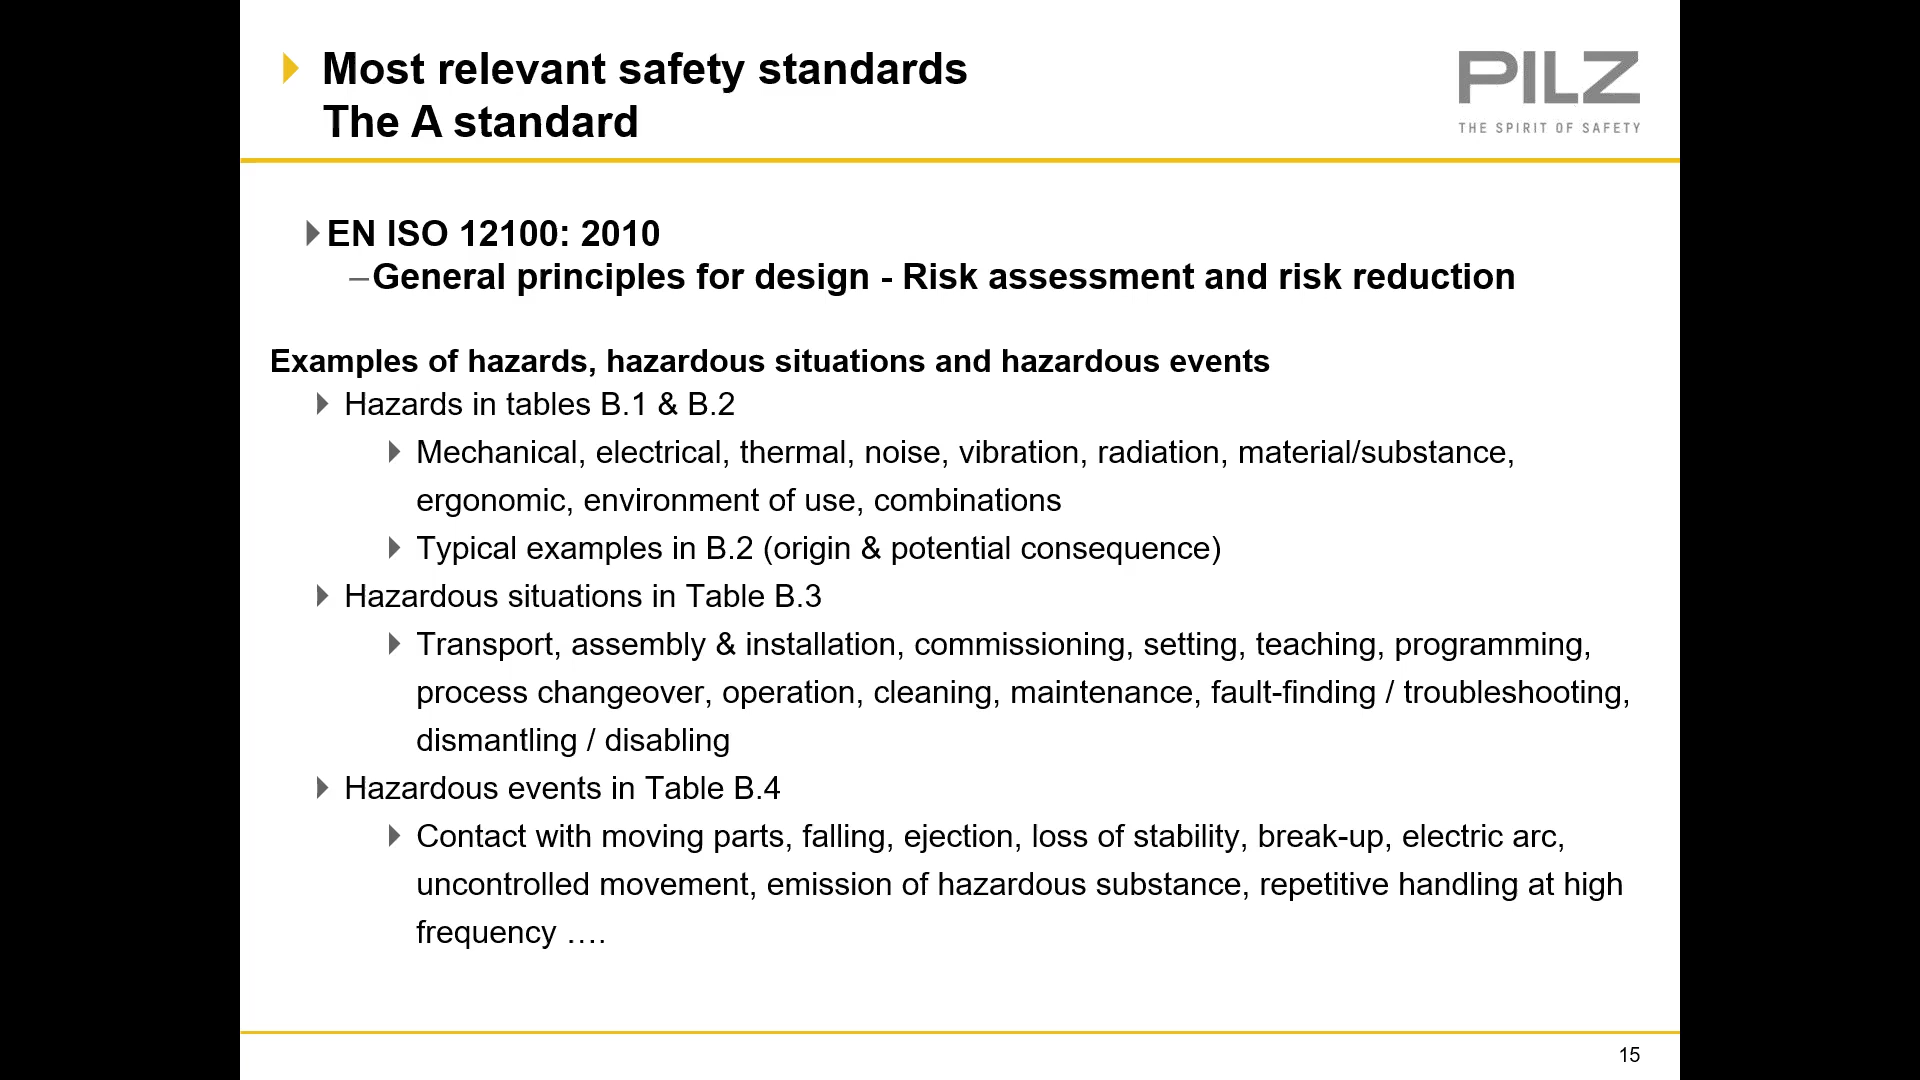 Most relevant safety standards
The A standard
PILZ
THE SPIRIT OF SAFETY
EN ISO 12100: 2010
–General principles for design - Risk assessment and risk reduction
Examples of hazards, hazardous situations and hazardous events
Hazards in tables B.1 & B.2
Mechanical, electrical, thermal, noise, vibration, radiation, material/substance,
ergonomic, environment of use, combinations
Typical examples in B.2 (origin & potential consequence)
Hazardous situations in Table B.3
Transport, assembly & installation, commissioning, setting, teaching, programming,
process changeover, operation, cleaning, maintenance, fault-finding / troubleshooting,
dismantling / disabling
Hazardous events in Table B.4
Contact with moving parts, falling, ejection, loss of stability, break-up, electric arc,
uncontrolled movement, emission of hazardous substance, repetitive handling at high
frequency ….
15